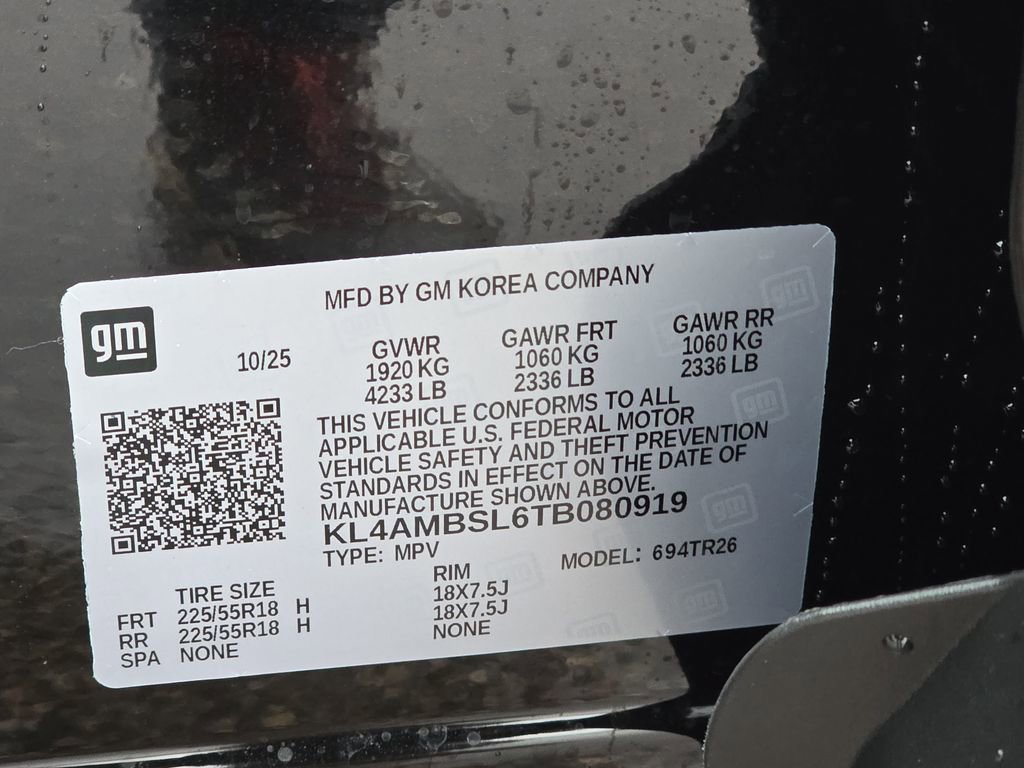 MFD BY GM KOREA COMPANY
gm
10/25
GVWR
1920 KG
4233 LB
GAWR FRT
1060 KG
2336 LB
GAWR RR
1060 KG
2336 LB
THIS VEHICLE CONFORMS TO ALL
APPLICABLE U.S. FEDERAL MOTOR
VEHICLE SAFETY AND THEFT PREVENTION
STANDARDS IN EFFECT ON THE DATE OF
MANUFACTURE SHOWN ABOVE.
KL4AMBSL6TB080919
TYPE: MPV MODEL: 694TR26
TIRE SIZE RIM
FRT 225/55R18 H 18X7.5J
RR 225/55R18 H 18X7.5J
SPA NONE NONE